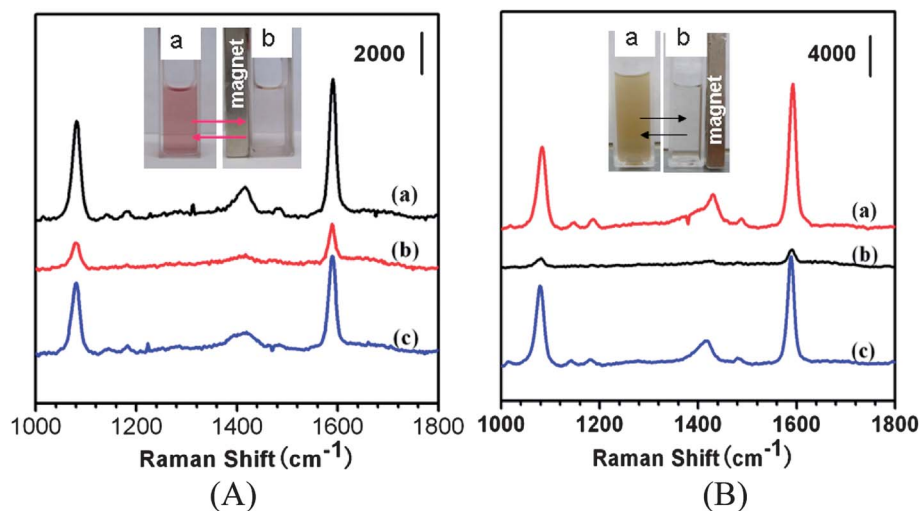 a
b
magnet
2000
(a)
(b)
(c)
1000 1200 1400 1600 1800
Raman Shift(cm-1)
(A)
a
b
magnet
4000
(a)
(b)
(c)
1000 1200 1400 1600 1800
Raman Shift(cm-1)
(B)